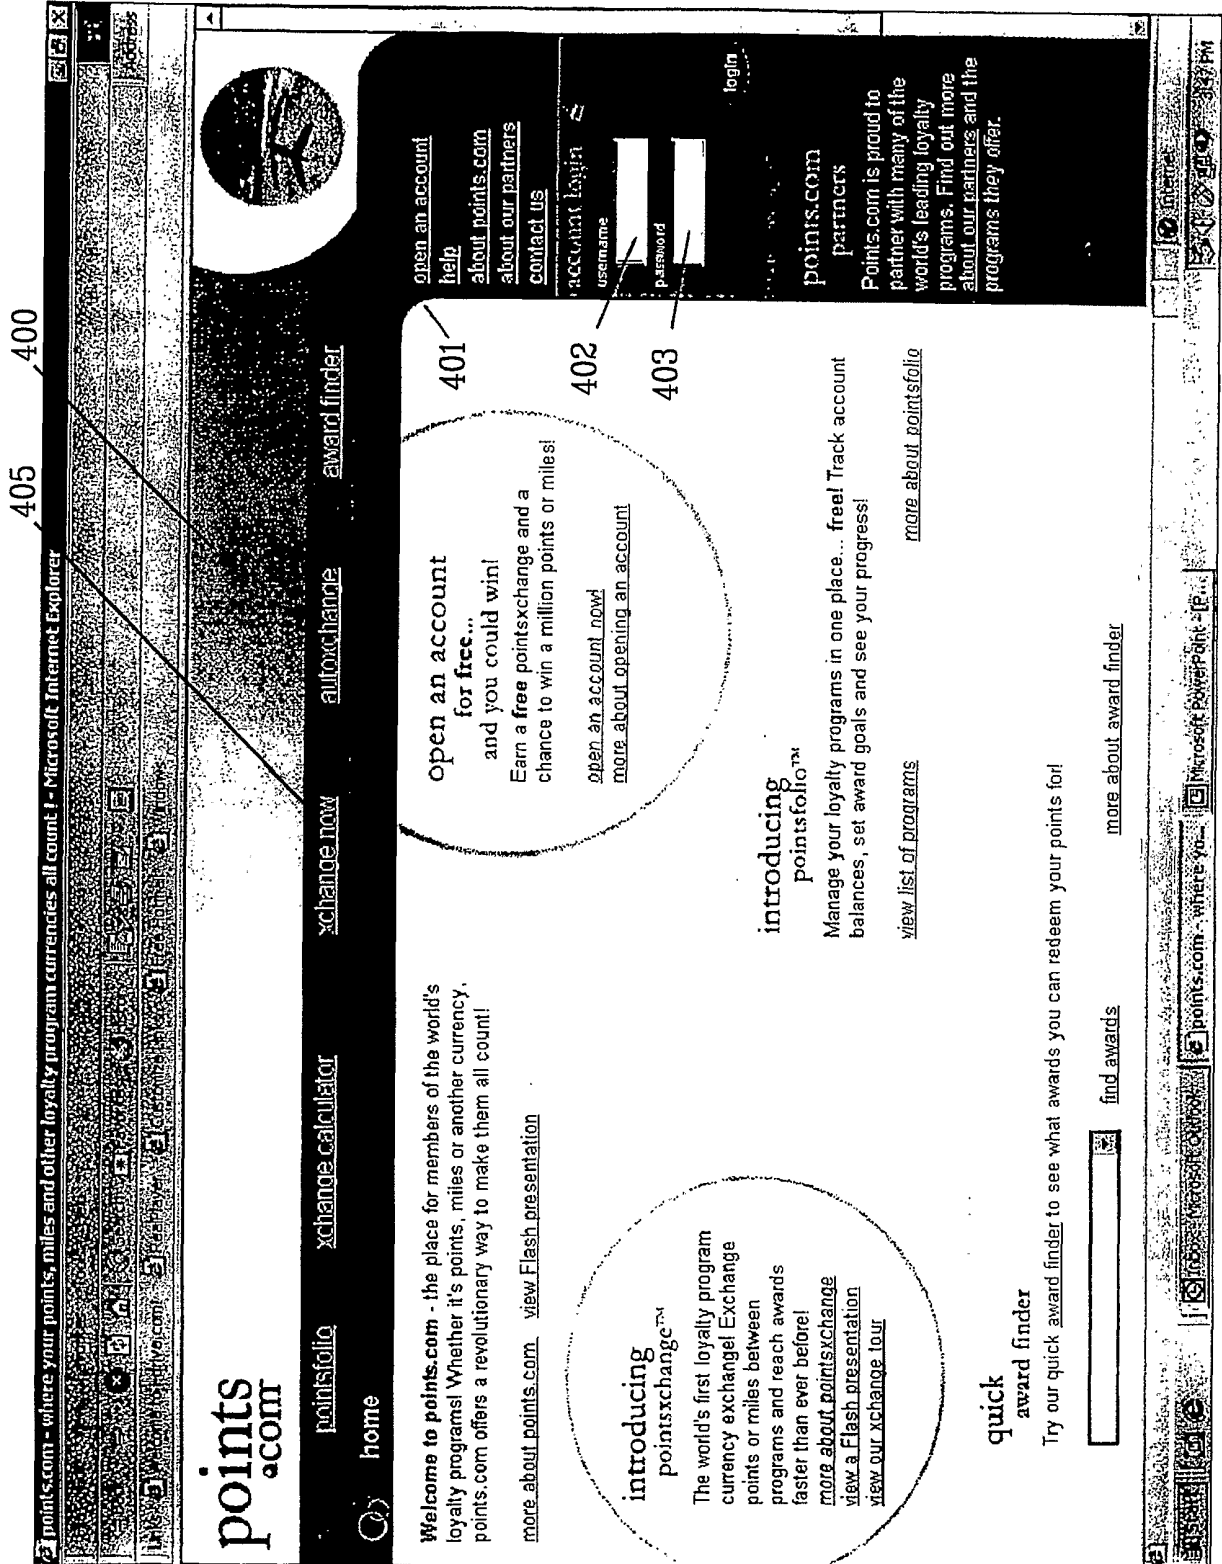 405 400
points.com - where your points, miles and other loyalty program currencies all count ! - Microsoft Internet Explorer
Address
points
.com
pointsfolio xchange calculator xchange now autoxchange award finder
home
Welcome to points.com - the place for members of the world's
loyalty programs! Whether it's points, miles or another currency,
points.com offers a revolutionary way to make them all count!
more about points.com view Flash presentation
open an account
for free...
and you could win!
Earn a free pointsxchange and a
chance to win a million points or miles!
open an account now!
more about opening an account
introducing
pointsxchange™
The world's first loyalty program
currency exchange! Exchange
points or miles between
programs and reach awards
faster than ever before!
more about pointsxchange
view a Flash presentation
view our xchange tour
introducing
pointsfolio™
Manage your loyalty programs in one place... free! Track account
balances, set award goals and see your progress!
view list of programs more about pointsfolio
quick
award finder
Try our quick award finder to see what awards you can redeem your points for!
find awards more about award finder
open an account
help
about points.com
about our partners
contact us
401
account login
username
402
password
403
login
points.com
partners
Points.com is proud to
partner with many of the
world's leading loyalty
programs. Find out more
about our partners and the
programs they offer.
Internet
Inbox - Microsoft Outlook points.com - where yo... Microsoft PowerPoint - [P... 3:47 PM